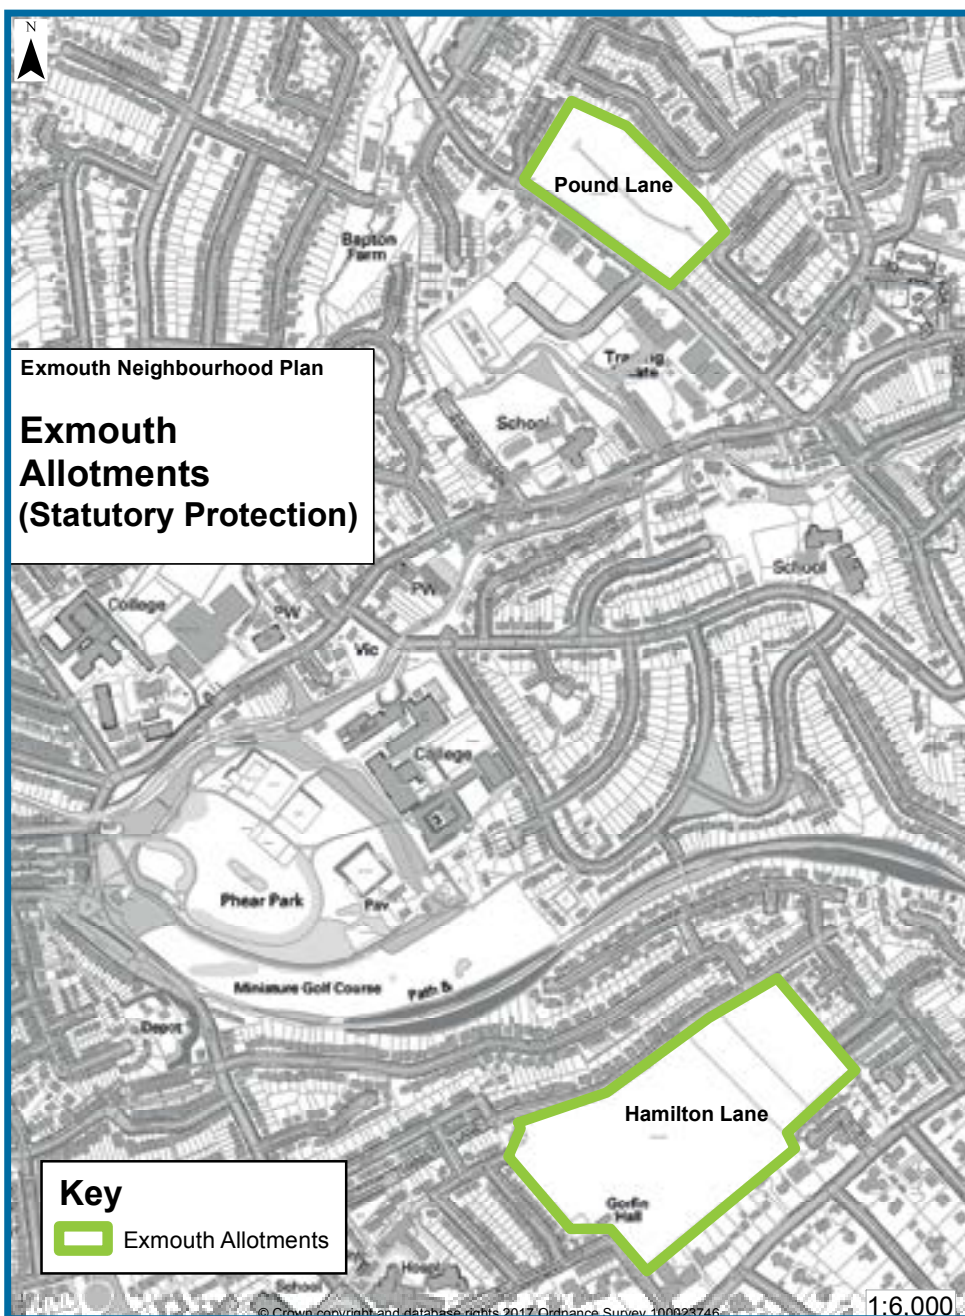 N
Pound Lane
Bapton
Farm
Exmouth Neighbourhood Plan
Exmouth
Allotments
(Statutory Protection)
School
School
College
PW
PW
Vic
College
Phear Park
Pav
Miniature Golf Course
Path &
Depot
Hamilton Lane
Gorfin
Hall
Key
Exmouth Allotments
School
© Crown copyright and database rights 2017 Ordnance Survey 100023746
1:6,000